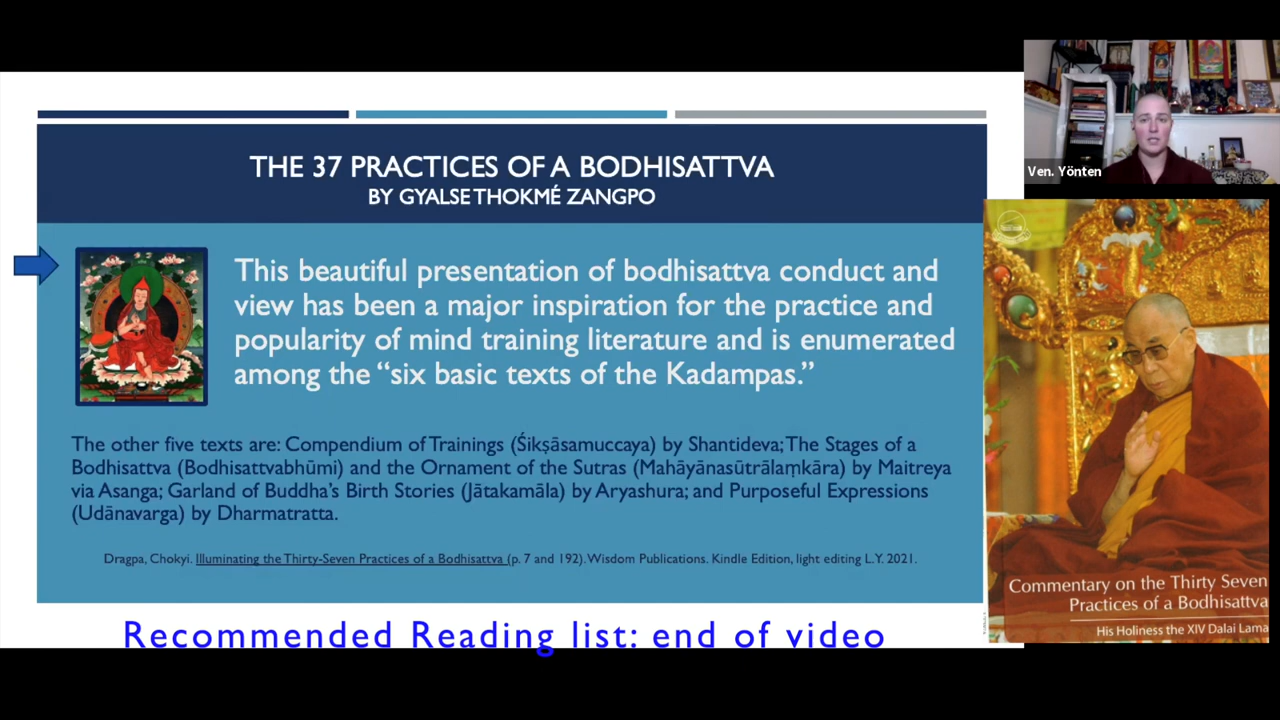 THE 37 PRACTICES OF A BODHISATTVA
BY GYALSE THOKMÉ ZANGPO
This beautiful presentation of bodhisattva conduct and
view has been a major inspiration for the practice and
popularity of mind training literature and is enumerated
among the “six basic texts of the Kadampas.”
The other five texts are: Compendium of Trainings (Śikṣāsamuccaya) by Shantideva; The Stages of a
Bodhisattva (Bodhisattvabhūmi) and the Ornament of the Sutras (Mahāyānasūtrālaṃkāra) by Maitreya
via Asanga; Garland of Buddha’s Birth Stories (Jātakamāla) by Aryashura; and Purposeful Expressions
(Udānavarga) by Dharmatratta.
Dragpa, Chokyi. Illuminating the Thirty-Seven Practices of a Bodhisattva (p. 7 and 192). Wisdom Publications. Kindle Edition, light editing L.Y. 2021.
Recommended Reading list: end of video
Ven. Yönten
Commentary on the Thirty Seven
Practices of a Bodhisattva
His Holiness the XIV Dalai Lama